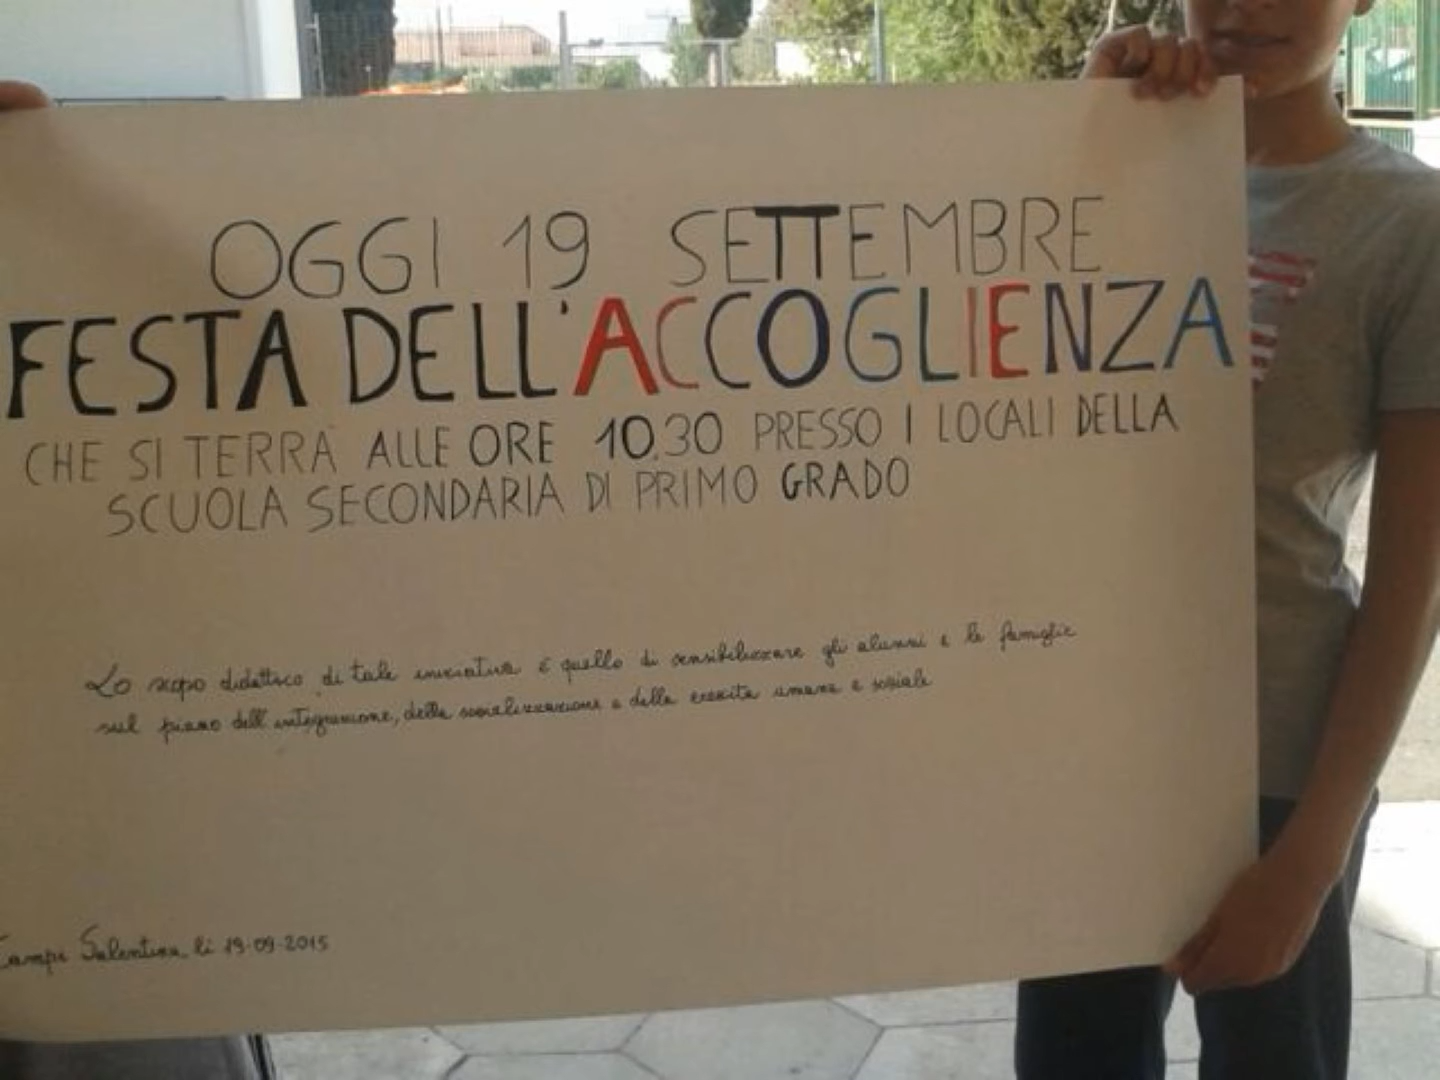 OGGI 19 SETTEMBRE
FESTA DELL'ACCOGLIENZA
CHE SI TERRÀ ALLE ORE 10.30 PRESSO I LOCALI DELLA
SCUOLA SECONDARIA DI PRIMO GRADO
Lo scopo didattico di tale iniziativa è quello di sensibilizzare gli alunni e le famiglie
sul piano dell'integrazione, della socializzazione e della crescita umana e sociale
Campi Salentina, li 19-09-2015